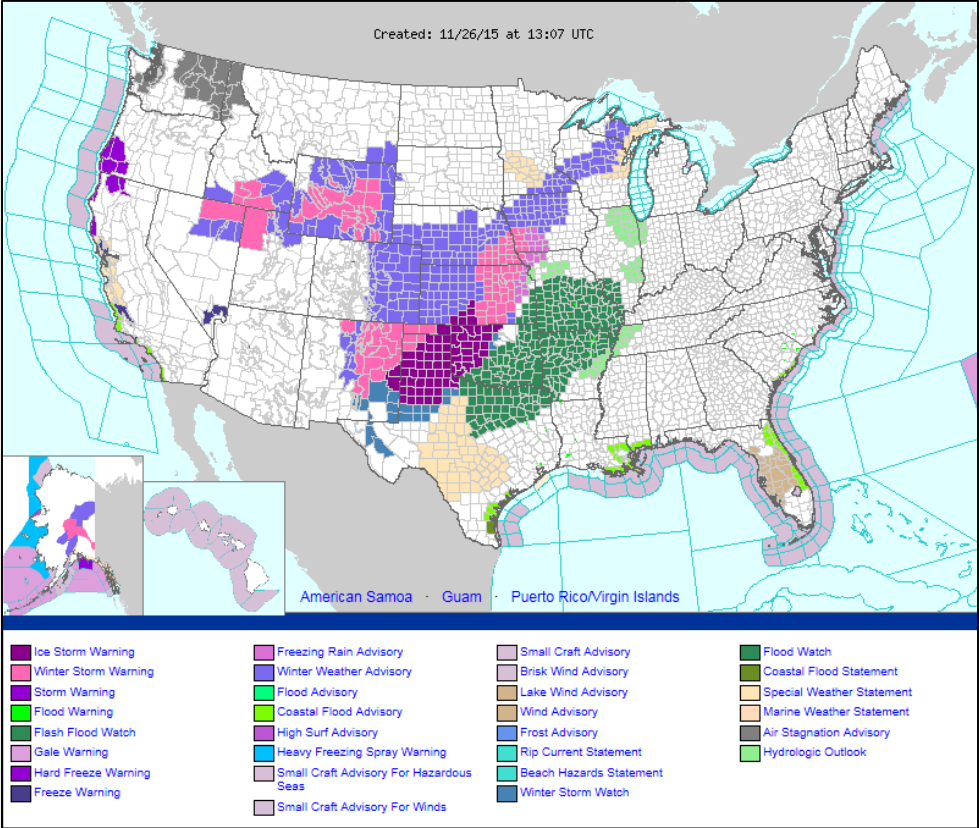 Created: 11/26/15 at 13:07 UTC
American Samoa · Guam · Puerto Rico/Virgin Islands
Ice Storm Warning
Winter Storm Warning
Storm Warning
Flood Warning
Flash Flood Watch
Gale Warning
Hard Freeze Warning
Freeze Warning
Freezing Rain Advisory
Winter Weather Advisory
Flood Advisory
Coastal Flood Advisory
High Surf Advisory
Heavy Freezing Spray Warning
Small Craft Advisory For Hazardous
Seas
Small Craft Advisory For Winds
Small Craft Advisory
Brisk Wind Advisory
Lake Wind Advisory
Wind Advisory
Frost Advisory
Rip Current Statement
Beach Hazards Statement
Winter Storm Watch
Flood Watch
Coastal Flood Statement
Special Weather Statement
Marine Weather Statement
Air Stagnation Advisory
Hydrologic Outlook